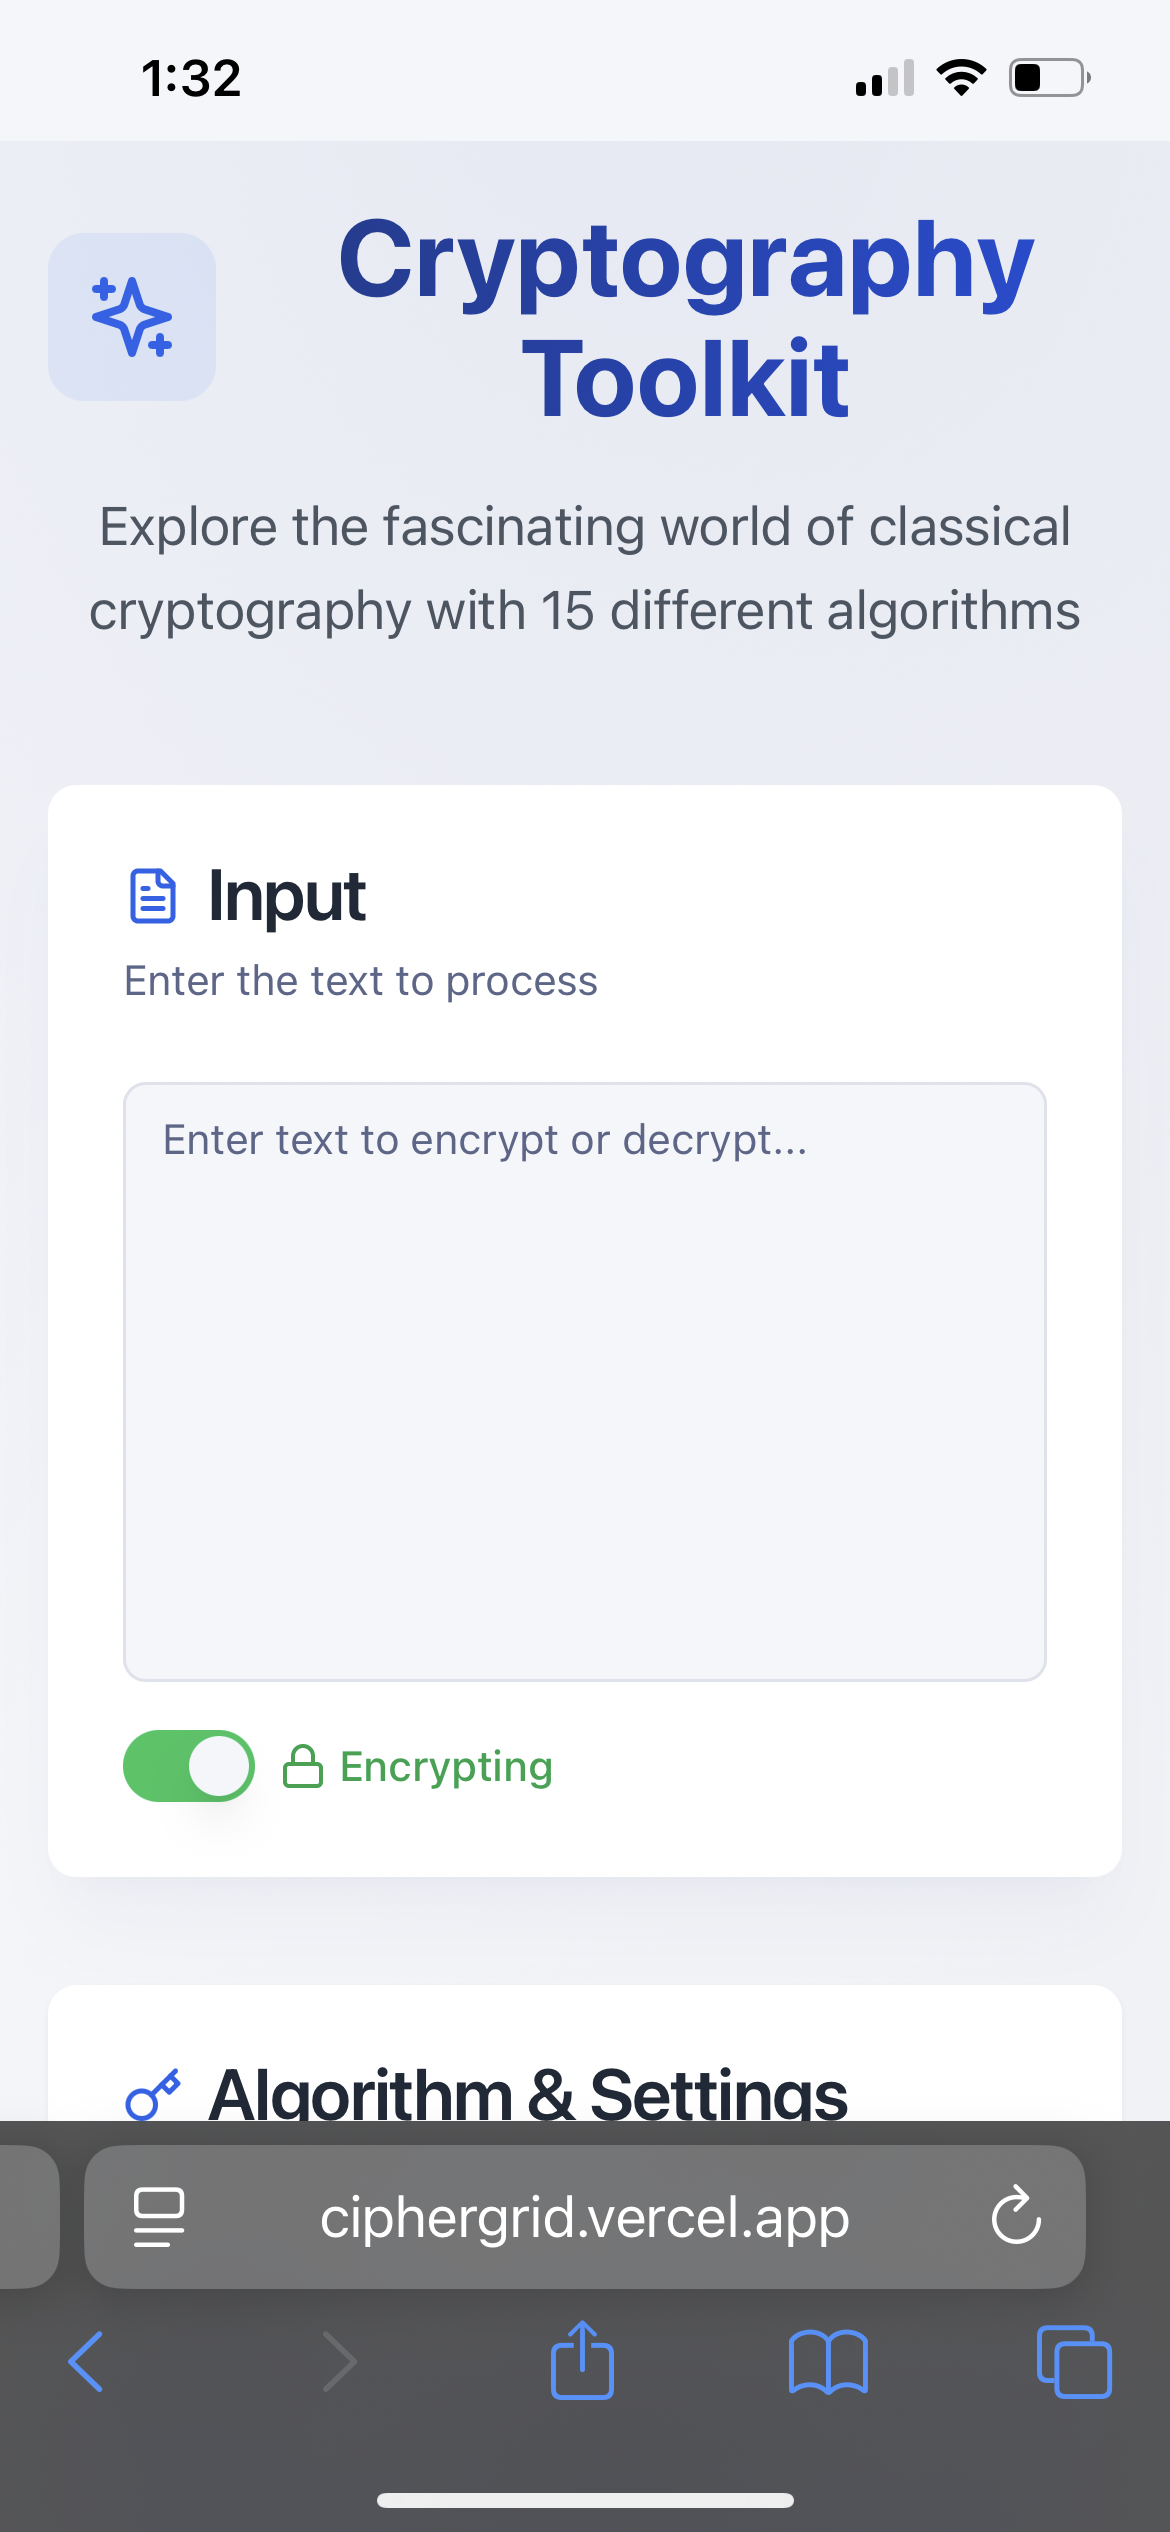 1:32
Cryptography
Toolkit
Explore the fascinating world of classical
cryptography with 15 different algorithms
Input
Enter the text to process
Enter text to encrypt or decrypt...
Encrypting
Algorithm & Settings
ciphergrid.vercel.app